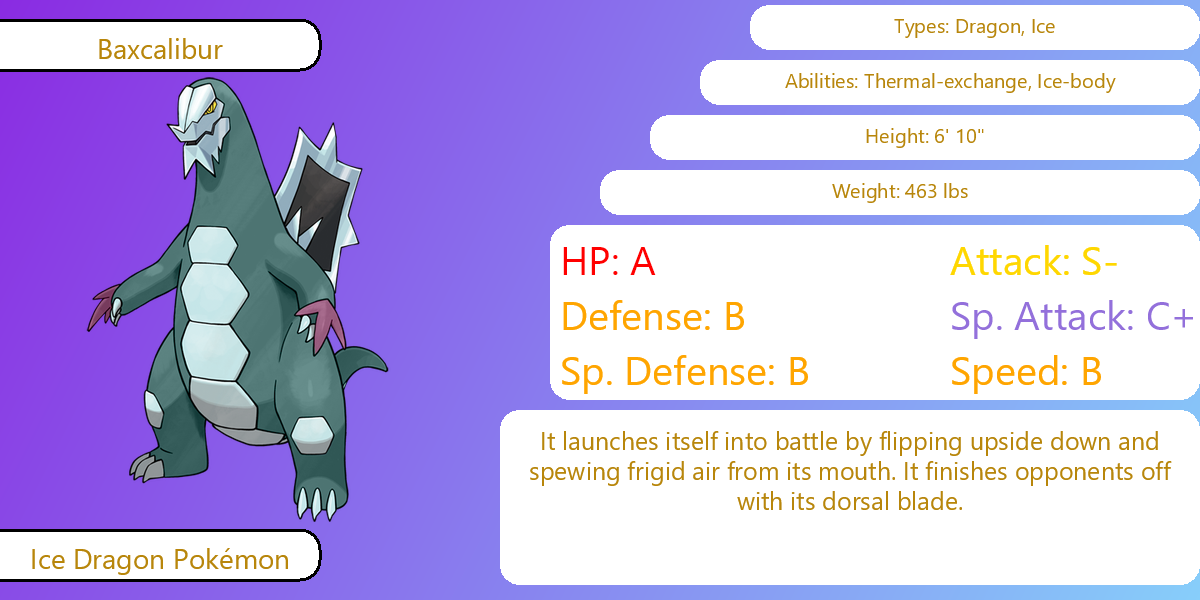 Baxcalibur
Types: Dragon, Ice
Abilities: Thermal-exchange, Ice-body
Height: 6' 10"
Weight: 463 lbs
HP: A
Attack: S-
Defense: B
Sp. Attack: C+
Sp. Defense: B
Speed: B
It launches itself into battle by flipping upside down and
spewing frigid air from its mouth. It finishes opponents off
with its dorsal blade.
Ice Dragon Pokémon